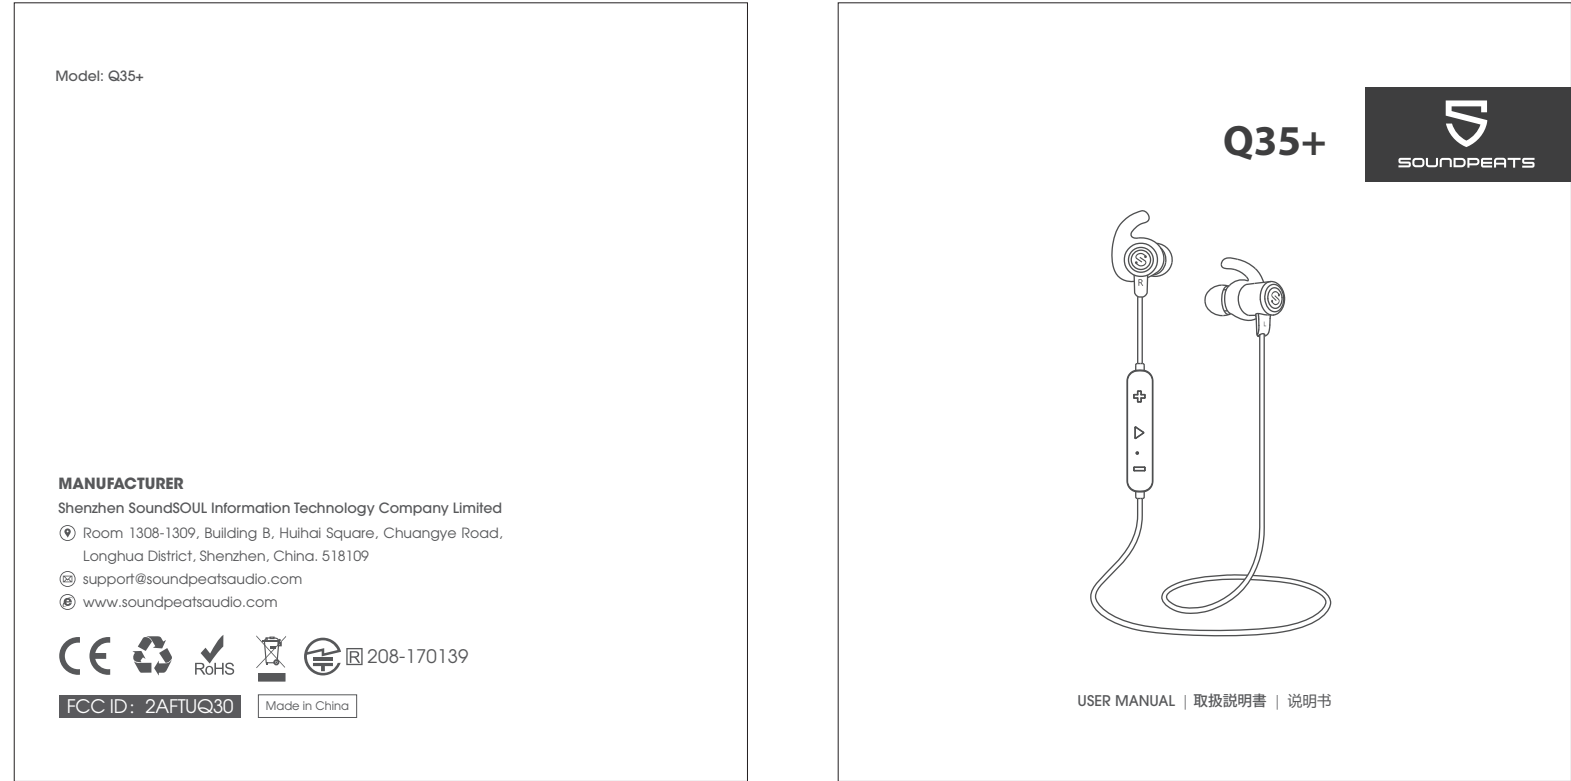 Model: Q35+
MANUFACTURER
Shenzhen SoundSOUL Information Technology Company Limited
Room 1308-1309, Building B, Huihai Square, Chuangye Road,
Longhua District, Shenzhen, China. 518109
support@soundpeatsaudio.com
www.soundpeatsaudio.com
CE
RoHS
R 208-170139
FCC ID: 2AFTUQ30
Made in China
Q35+
SOUNDPEATS
R
L
USER MANUAL | 取扱説明書 | 说明书